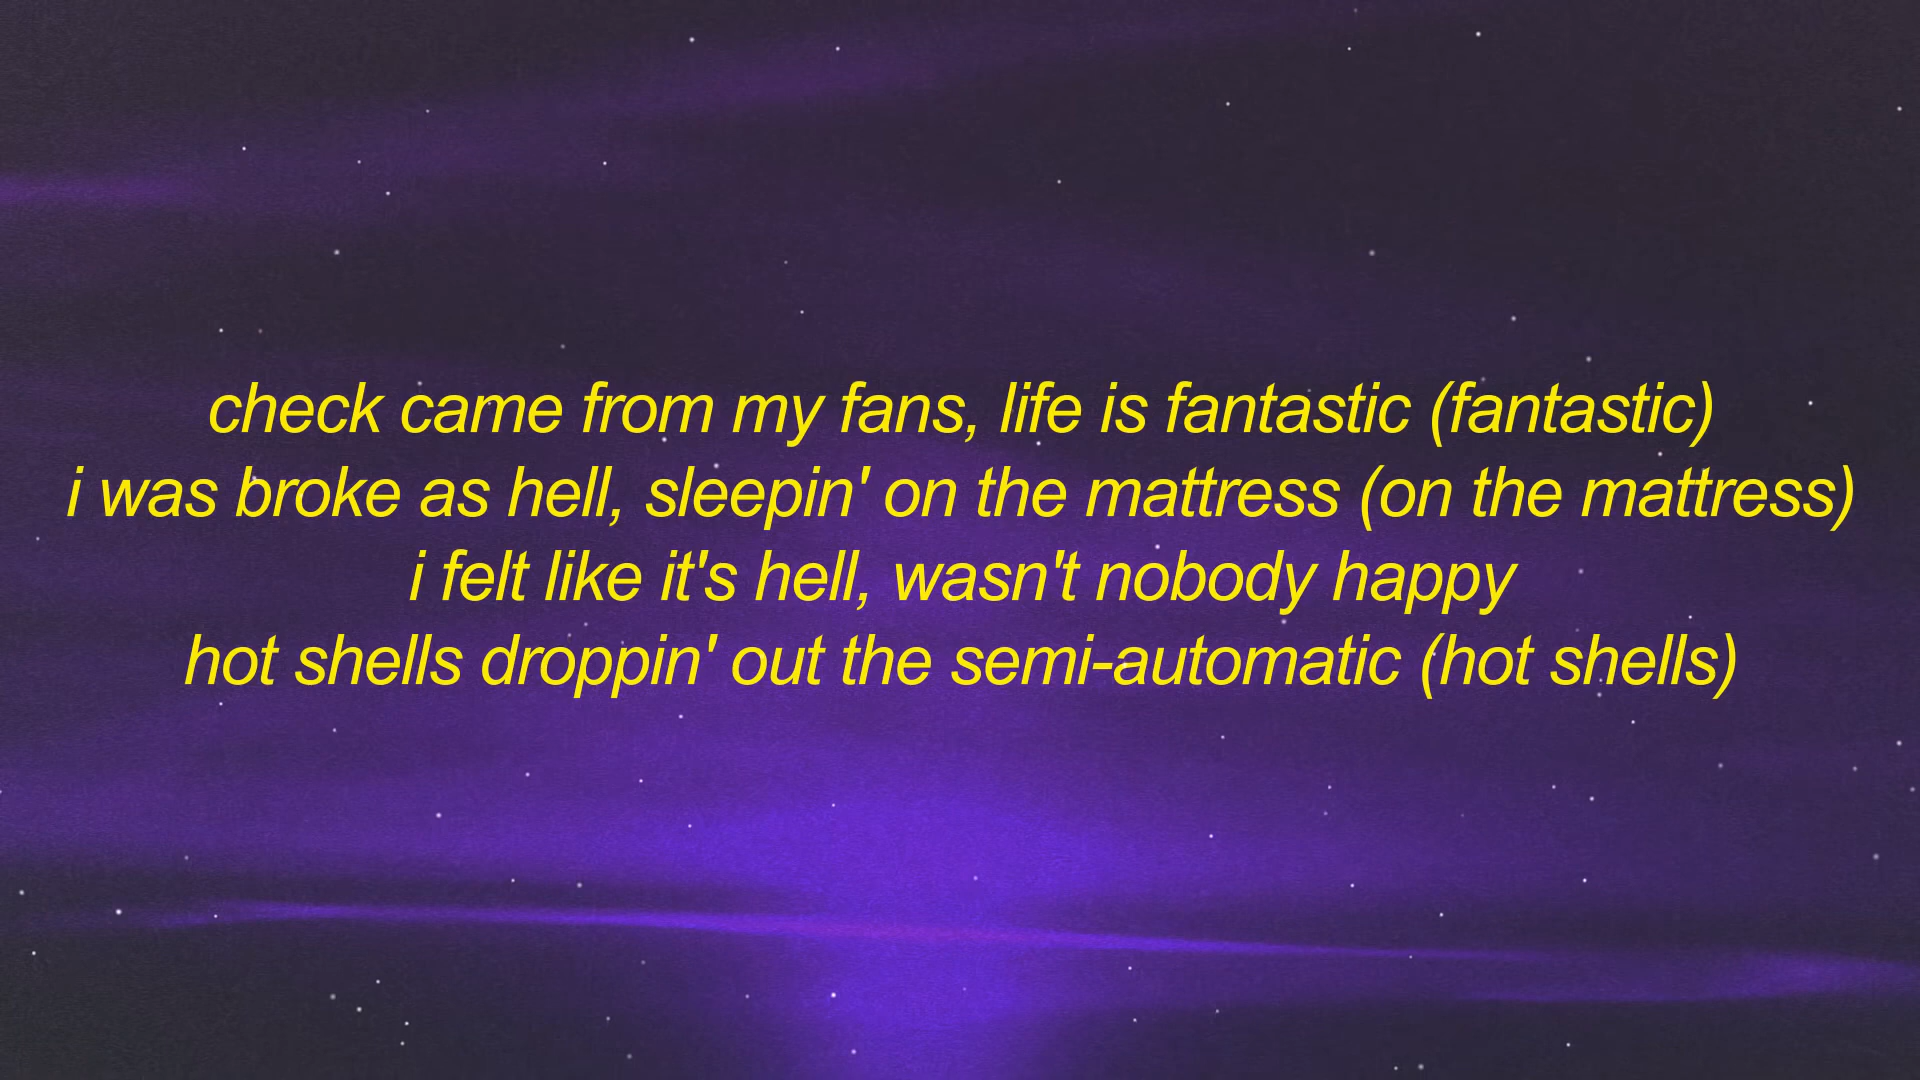 check came from my fans, life is fantastic (fantastic)
i was broke as hell, sleepin' on the mattress (on the mattress)
i felt like it's hell, wasn't nobody happy
hot shells droppin' out the semi-automatic (hot shells)